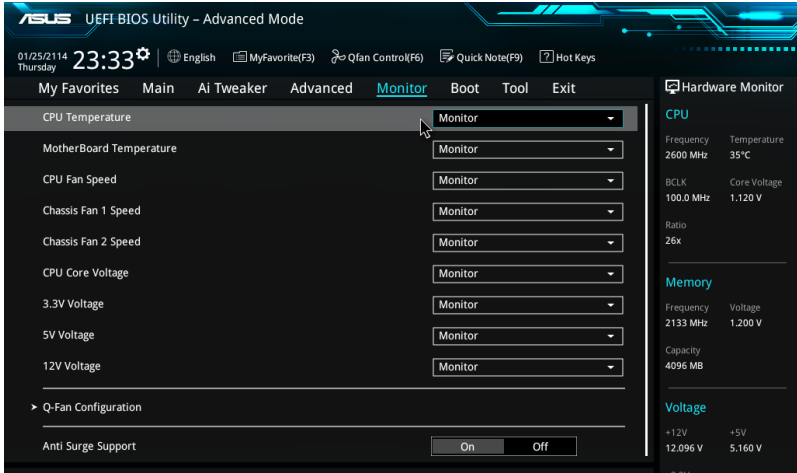 ASUS UEFI BIOS Utility – Advanced Mode
01/25/2114
Thursday
23:33
English
MyFavorite(F3)
Qfan Control(F6)
Quick Note(F9)
? Hot Keys
My Favorites Main Ai Tweaker Advanced Monitor Boot Tool Exit
CPU Temperature Monitor
MotherBoard Temperature Monitor
CPU Fan Speed Monitor
Chassis Fan 1 Speed Monitor
Chassis Fan 2 Speed Monitor
CPU Core Voltage Monitor
3.3V Voltage Monitor
5V Voltage Monitor
12V Voltage Monitor
Q-Fan Configuration
Anti Surge Support On Off
Hardware Monitor
CPU
Frequency Temperature
2600 MHz 35°C
BCLK Core Voltage
100.0 MHz 1.120 V
Ratio
26x
Memory
Frequency Voltage
2133 MHz 1.200 V
Capacity
4096 MB
Voltage
+12V +5V
12.096 V 5.160 V